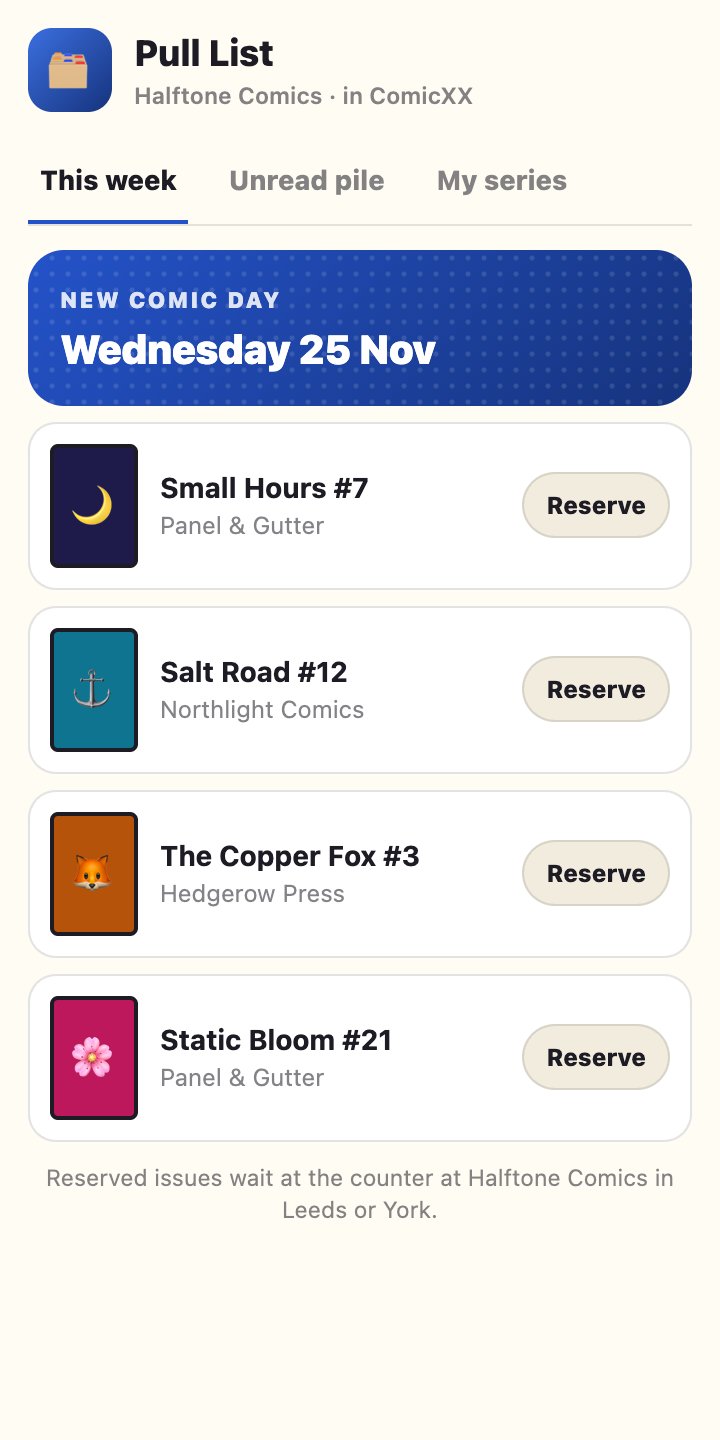 Pull List
Halftone Comics · in ComicXX
This week
Unread pile
My series
NEW COMIC DAY
Wednesday 25 Nov
Small Hours #7
Panel & Gutter
Reserve
Salt Road #12
Northlight Comics
Reserve
The Copper Fox #3
Hedgerow Press
Reserve
Static Bloom #21
Panel & Gutter
Reserve
Reserved issues wait at the counter at Halftone Comics in
Leeds or York.